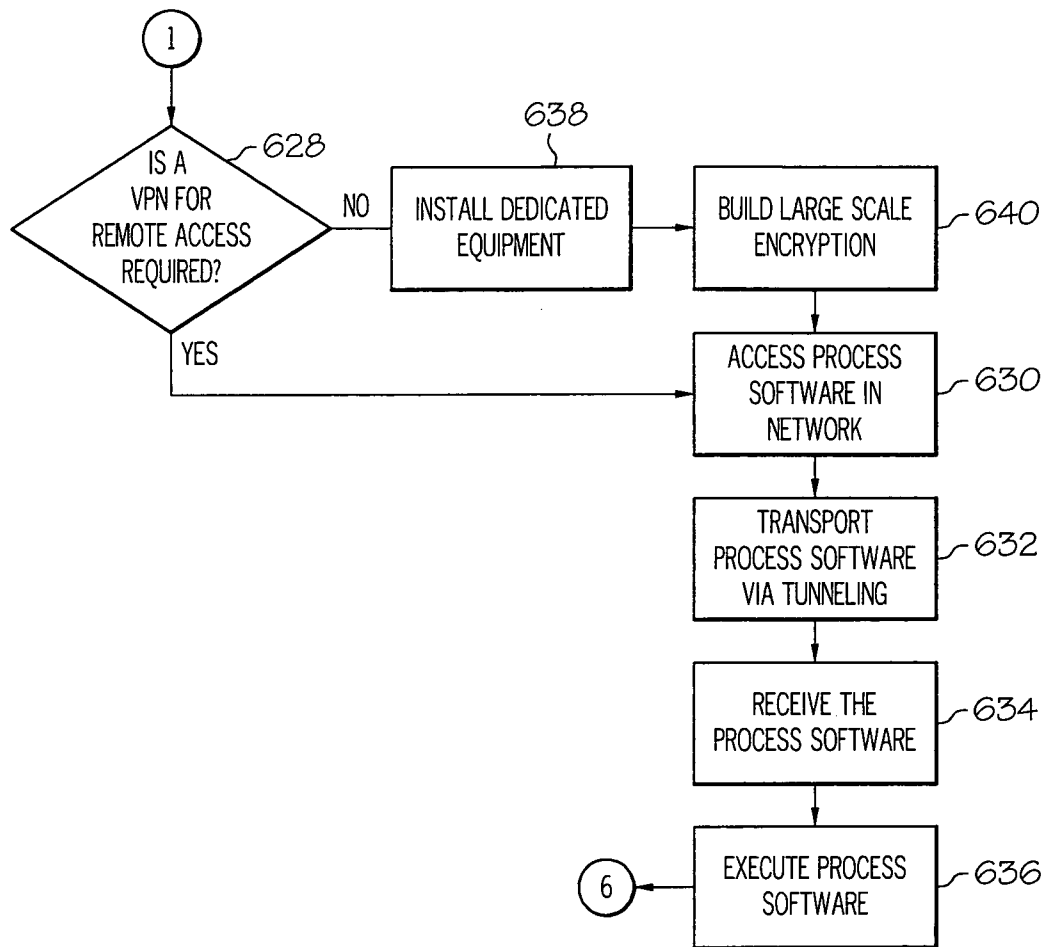 1
IS A
VPN FOR
REMOTE ACCESS
REQUIRED?
628
NO
YES
638
INSTALL DEDICATED
EQUIPMENT
BUILD LARGE SCALE
ENCRYPTION
640
ACCESS PROCESS
SOFTWARE IN
NETWORK
630
TRANSPORT
PROCESS SOFTWARE
VIA TUNNELING
632
RECEIVE THE
PROCESS SOFTWARE
634
EXECUTE PROCESS
SOFTWARE
636
6